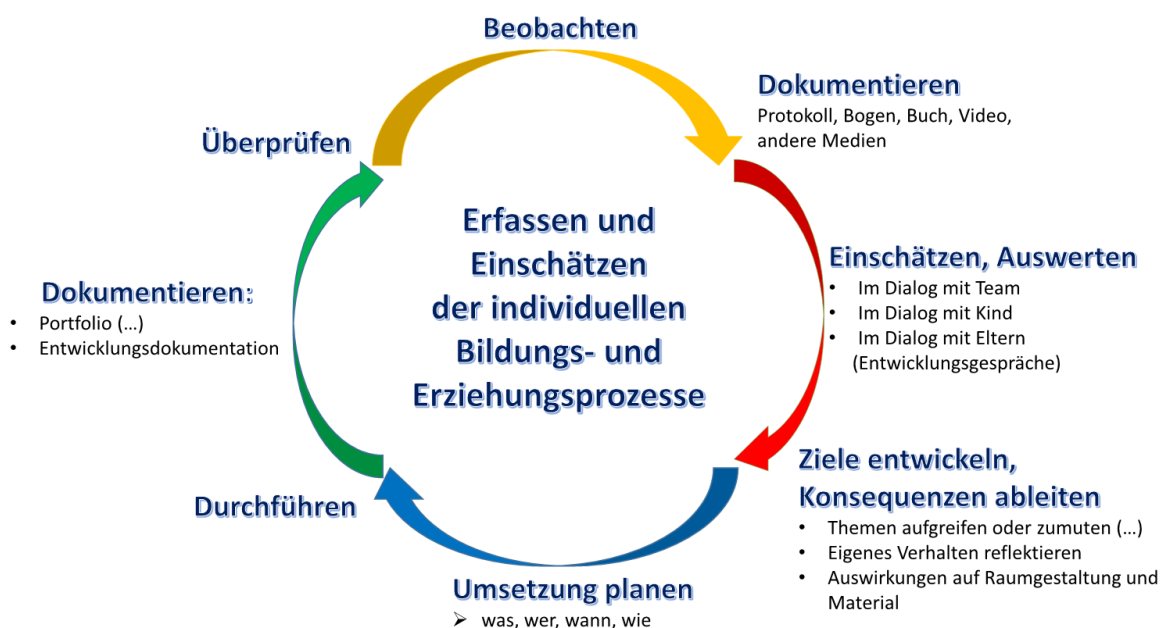 Beobachten
Dokumentieren
Protokoll, Bogen, Buch, Video,
andere Medien
Einschätzen, Auswerten
• Im Dialog mit Team
• Im Dialog mit Kind
• Im Dialog mit Eltern
(Entwicklungsgespräche)
Ziele entwickeln,
Konsequenzen ableiten
• Themen aufgreifen oder zumuten (...)
• Eigenes Verhalten reflektieren
• Auswirkungen auf Raumgestaltung und
Material
Umsetzung planen
➢ was, wer, wann, wie
Durchführen
Dokumentieren:
• Portfolio (...)
• Entwicklungsdokumentation
Überprüfen
Erfassen und
Einschätzen
der individuellen
Bildungs- und
Erziehungsprozesse